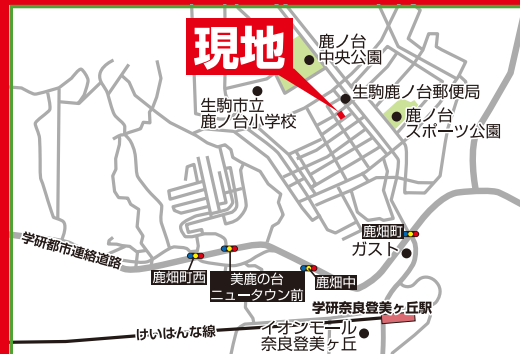 現地
鹿ノ台
中央公園
生駒市立
鹿ノ台小学校
生駒鹿ノ台郵便局
鹿ノ台
スポーツ公園
鹿畑町
ガスト
学研都市連絡道路
鹿畑町西
美鹿の台
ニュータウン前
鹿畑中
学研奈良登美ヶ丘駅
けいはんな線
イオンモール
奈良登美ヶ丘